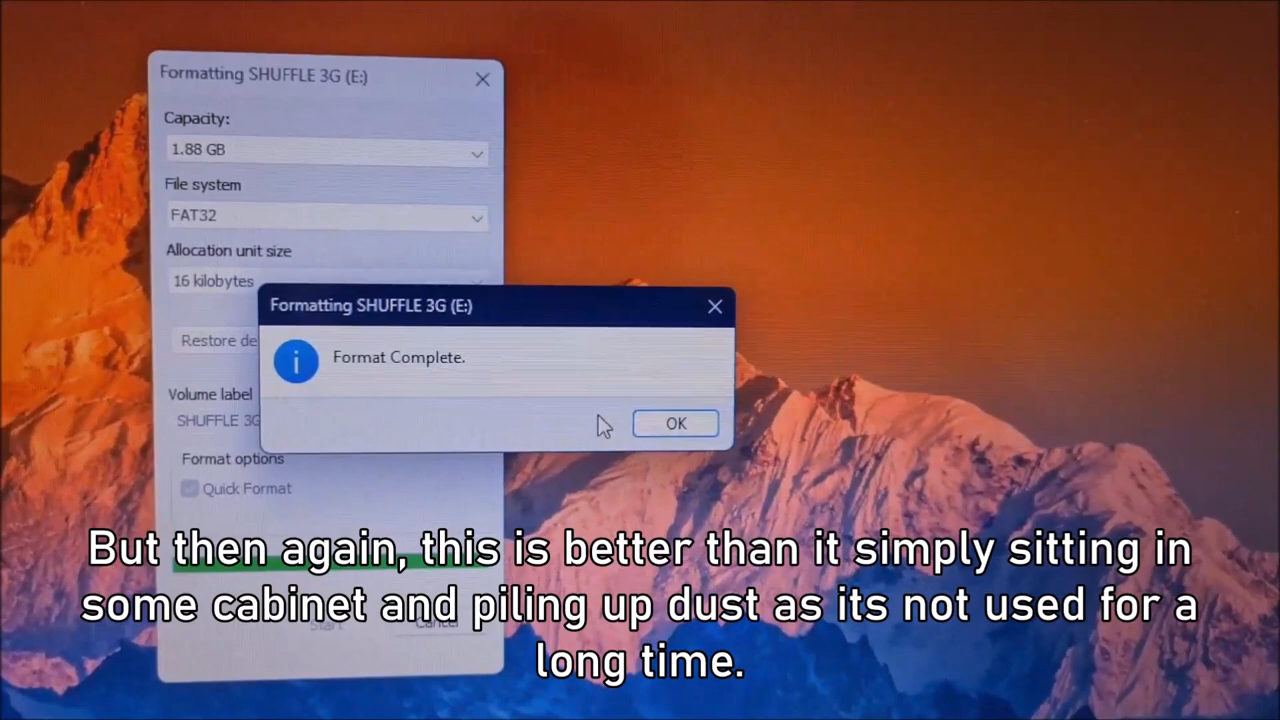 Formatting SHUFFLE 3G (E:)
Capacity:
1.88 GB
File system
FAT32
Allocation unit size
16 kilobytes
Restore de
Volume label
SHUFFLE 3G
Format options
Quick Format
Start
Cancel
Formatting SHUFFLE 3G (E:)
Format Complete.
OK
But then again, this is better than it simply sitting in
some cabinet and piling up dust as its not used for a
long time.